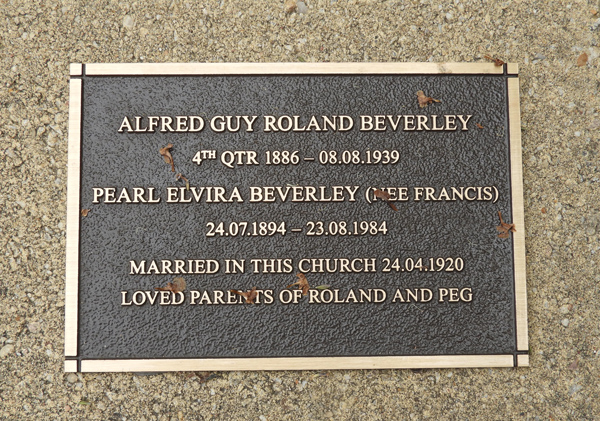 ALFRED GUY ROLAND BEVERLEY
4TH QTR 1886 – 08.08.1939
PEARL ELVIRA BEVERLEY (NEE FRANCIS)
24.07.1894 – 23.08.1984
MARRIED IN THIS CHURCH 24.04.1920
LOVED PARENTS OF ROLAND AND PEG